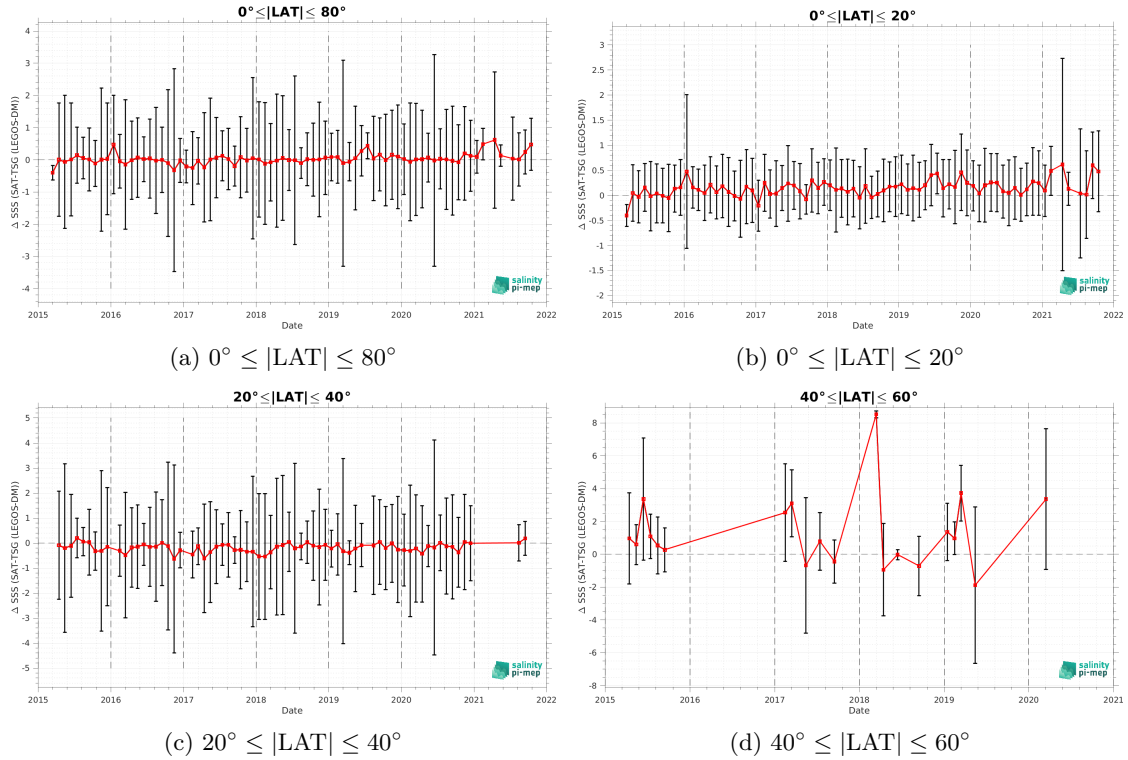 0°≤|LAT|≤ 80°
Δ SSS (SAT-TSG (LEGOS-DM))
4
3
2
1
0
-1
-2
-3
-4
2015 2016 2017 2018 2019 2020 2021 2022
Date
salinity
pi-mep
(a) 0° ≤ |LAT| ≤ 80°
0°≤|LAT|≤ 20°
Δ SSS (SAT-TSG (LEGOS-DM))
3
2.5
2
1.5
1
0.5
0
-0.5
-1
-1.5
-2
2015 2016 2017 2018 2019 2020 2021 2022
Date
salinity
pi-mep
(b) 0° ≤ |LAT| ≤ 20°
20°≤|LAT|≤ 40°
Δ SSS (SAT-TSG (LEGOS-DM))
5
4
3
2
1
0
-1
-2
-3
-4
-5
2015 2016 2017 2018 2019 2020 2021 2022
Date
salinity
pi-mep
(c) 20° ≤ |LAT| ≤ 40°
40°≤|LAT|≤ 60°
Δ SSS (SAT-TSG (LEGOS-DM))
8
6
4
2
0
-2
-4
-6
-8
2015 2016 2017 2018 2019 2020 2021
Date
salinity
pi-mep
(d) 40° ≤ |LAT| ≤ 60°